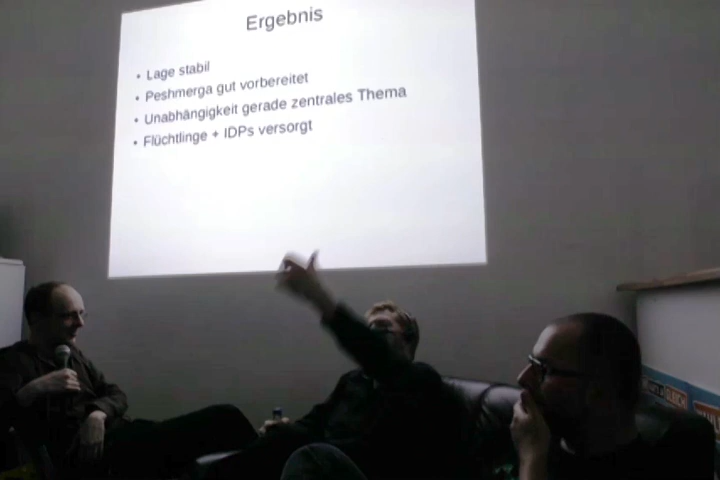 Ergebnis
• Lage stabil
• Peshmerga gut vorbereitet
• Unabhängigkeit gerade zentrales Thema
• Flüchtlinge + IDPs versorgt